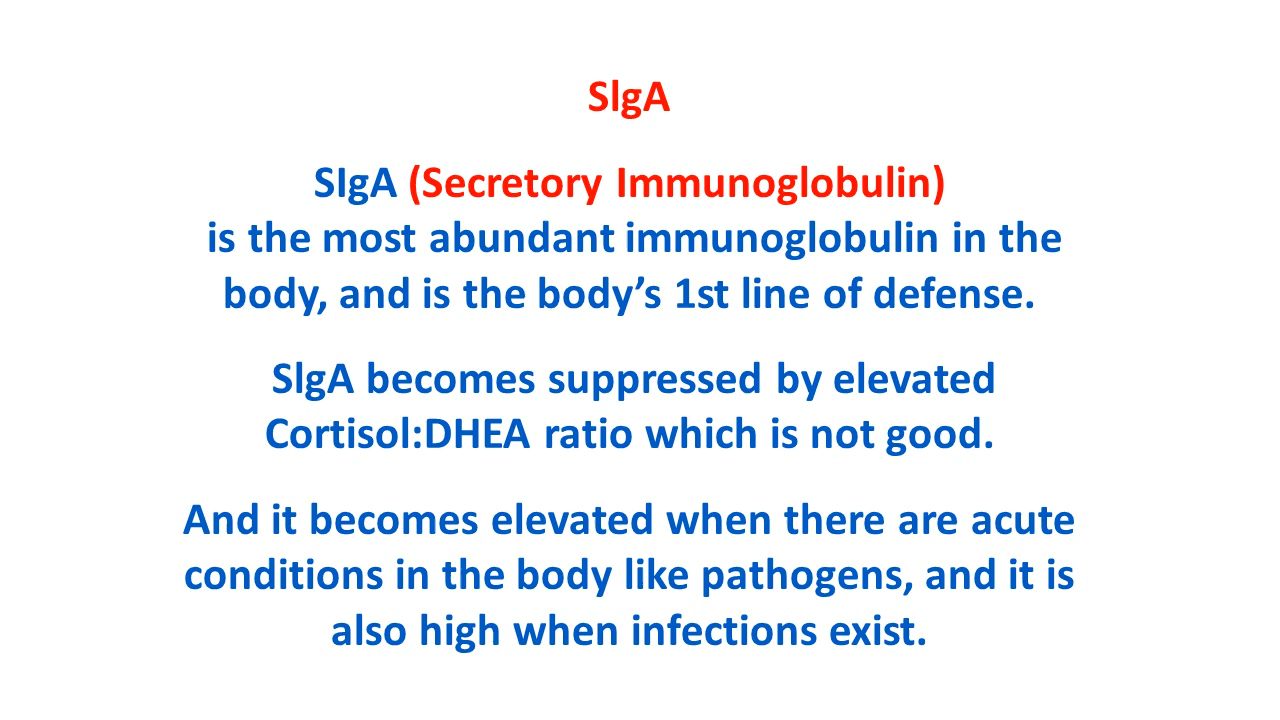 SlgA
SIgA (Secretory Immunoglobulin)
is the most abundant immunoglobulin in the
body, and is the body’s 1st line of defense.
SlgA becomes suppressed by elevated
Cortisol:DHEA ratio which is not good.
And it becomes elevated when there are acute
conditions in the body like pathogens, and it is
also high when infections exist.